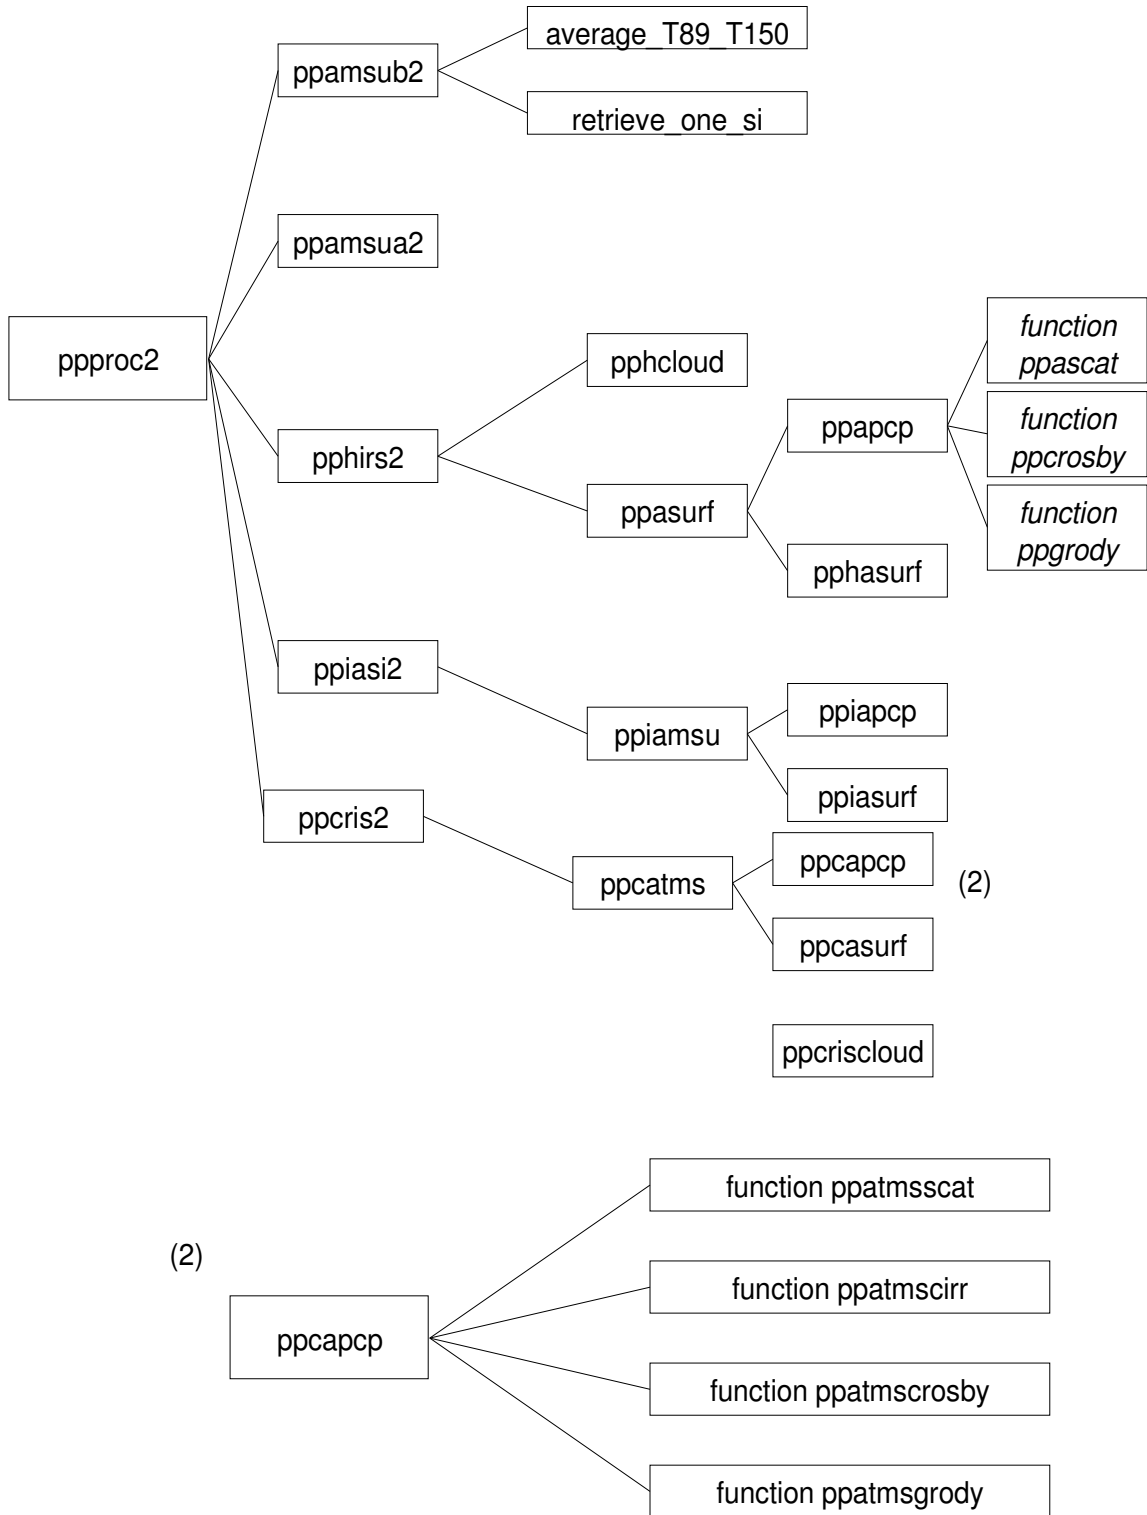 average_T89_T150
ppamsub2
retrieve_one_si
ppamsua2
function
ppascat
ppproc2
pphcloud
ppapcp
function
ppcrosby
pphirs2
ppasurf
function
ppgrody
pphasurf
ppiasi2
ppiapcp
ppiamsu
ppiasurf
ppcris2
ppcapcp
(2)
ppcatms
ppcasurf
ppcriscloud
function ppatmsscat
(2)
function ppatmscirr
ppcapcp
function ppatmscrosby
function ppatmsgrody